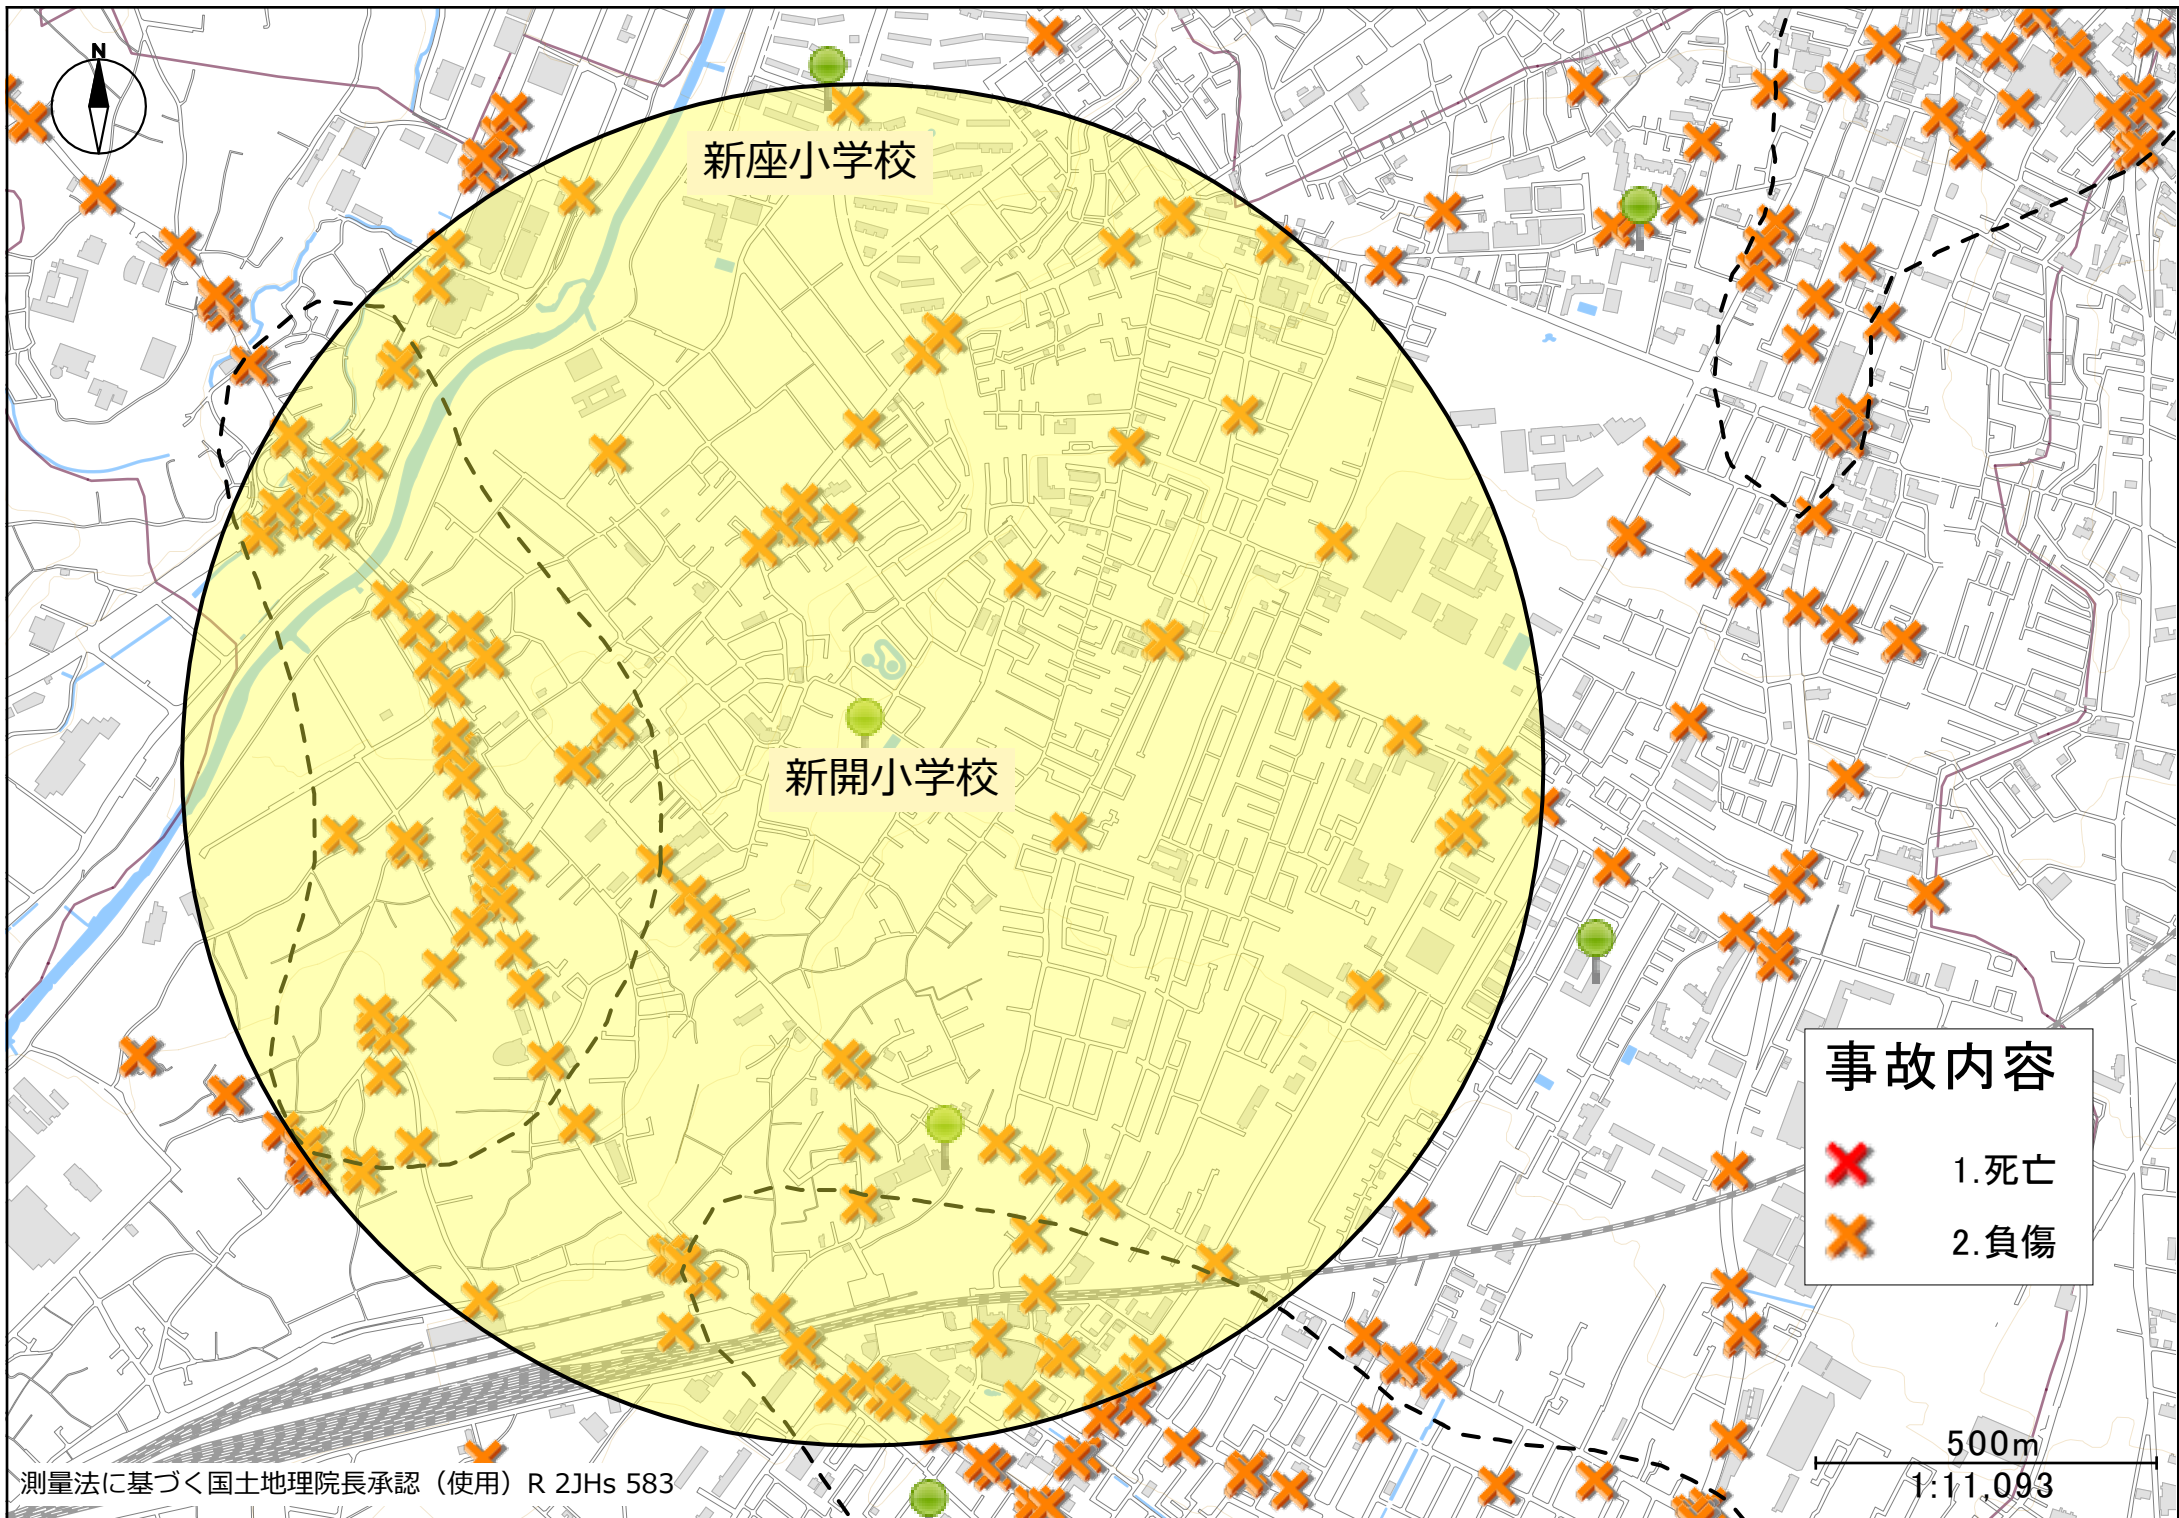 N
新座小学校
新開小学校
事故内容
1.死亡
2.負傷
500m
1:11,093
測量法に基づく国土地理院長承認（使用）R 2JHs 583